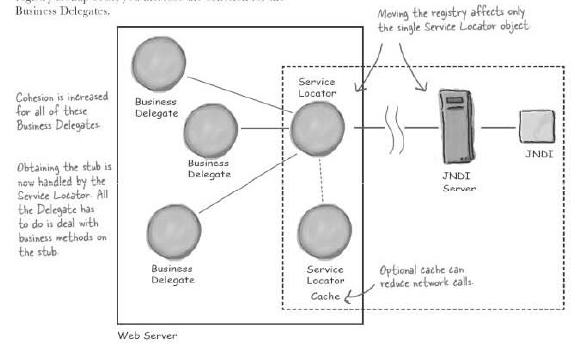 Business Delegates.
Moving the registry affects only
the single Service Locator object
Service
Locator
Business
Delegate
Cohesion is increased
for all of these
Business Delegates.
Business
Delegate
JNDI
JNDI
Server
Obtaining the stub is
now handled by the
Service Locator. All
the Delegate has
to do is deal with
business methods on
the stub.
Business
Delegate
Service
Locator
Cache
Optional cache can
reduce network calls.
Web Server